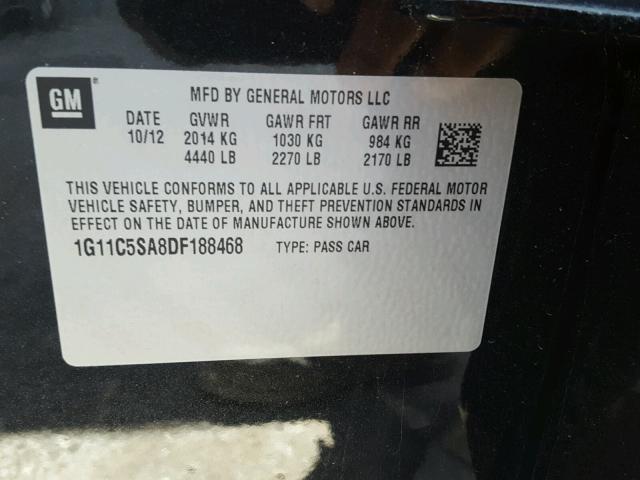 GM
MFD BY GENERAL MOTORS LLC
DATE GVWR GAWR FRT GAWR RR
10/12 2014 KG 1030 KG 984 KG
4440 LB 2270 LB 2170 LB
THIS VEHICLE CONFORMS TO ALL APPLICABLE U.S. FEDERAL MOTOR
VEHICLE SAFETY, BUMPER, AND THEFT PREVENTION STANDARDS IN
EFFECT ON THE DATE OF MANUFACTURE SHOWN ABOVE.
1G11C5SA8DF188468 TYPE: PASS CAR